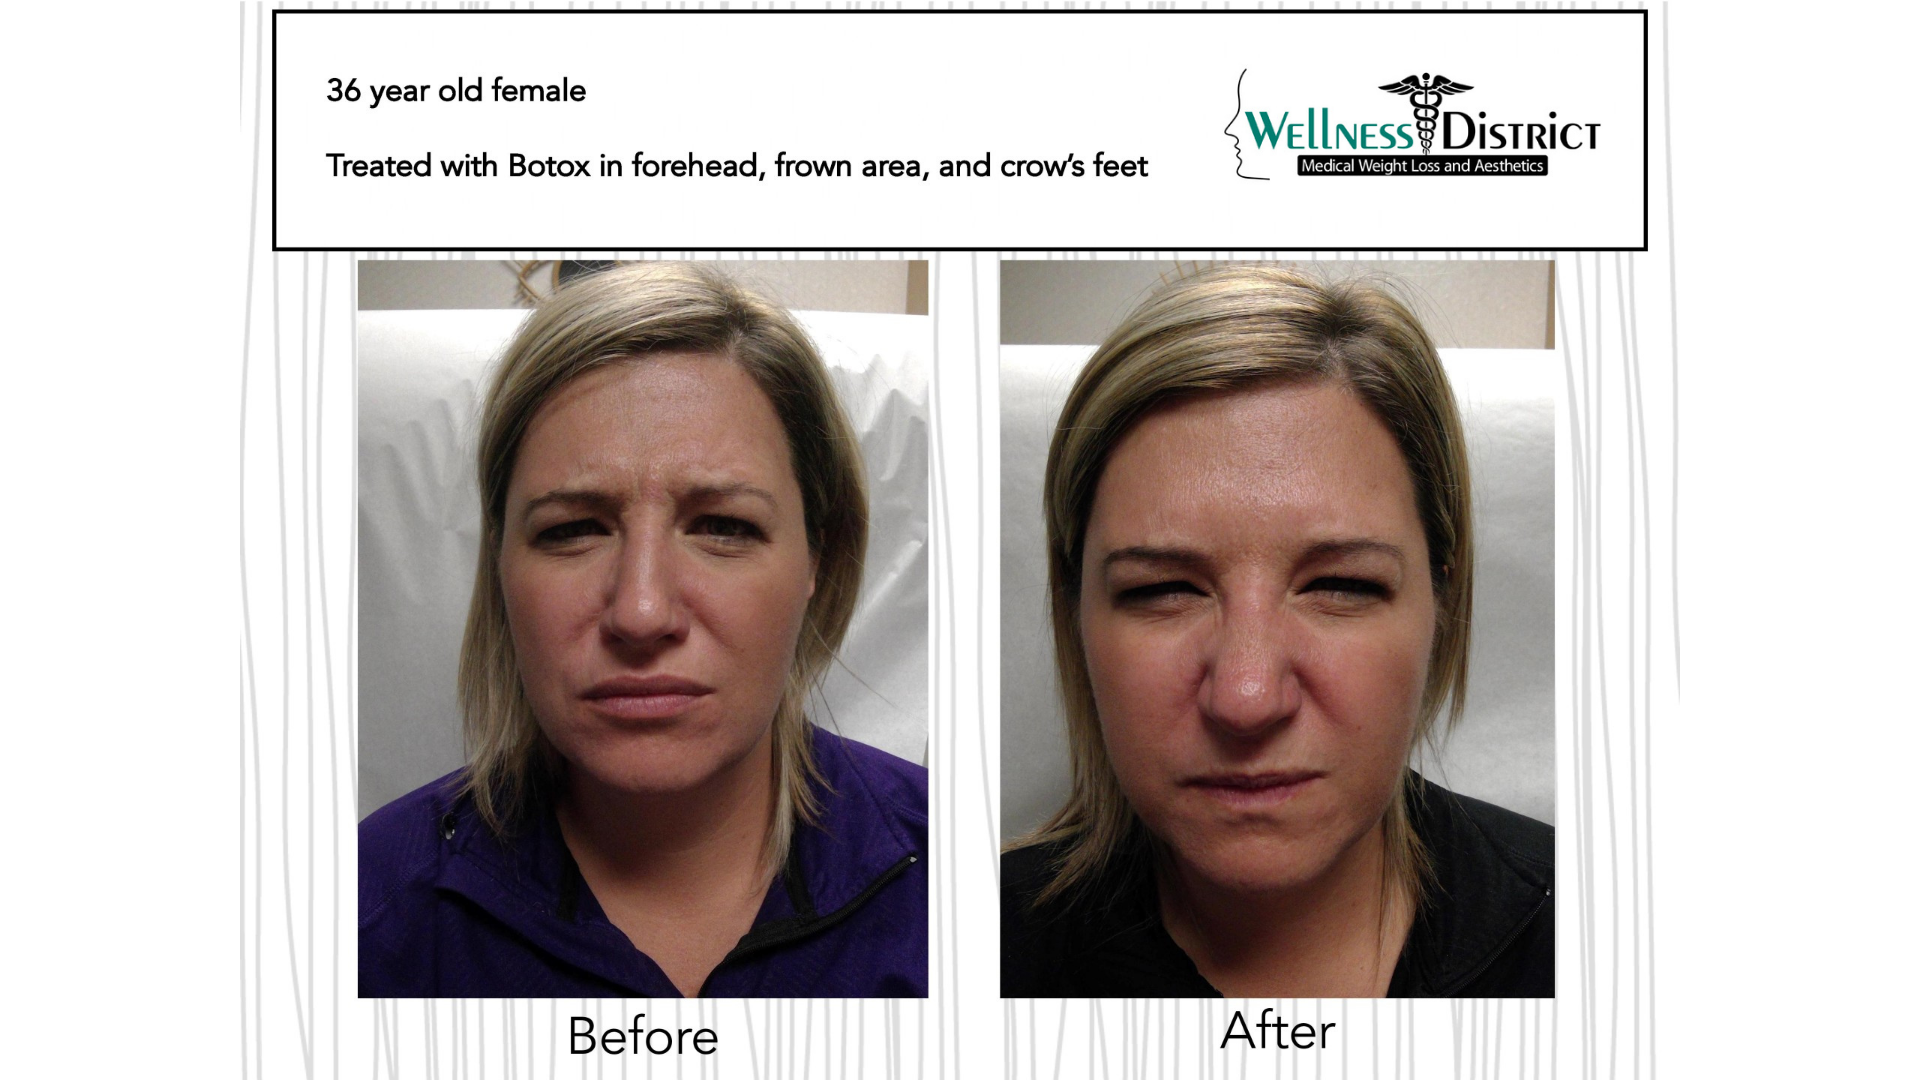 36 year old female
Treated with Botox in forehead, frown area, and crow's feet
Wellness District
Medical Weight Loss and Aesthetics
Before
After